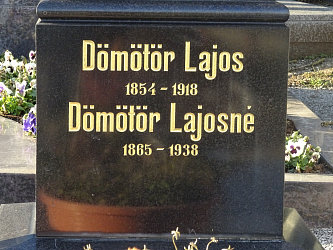 Dömötör Lajos
1854 – 1918
Dömötör Lajosné
1865 – 1938